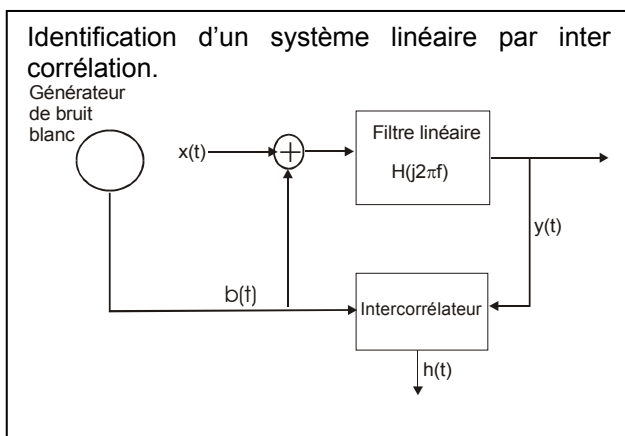 Identification d'un système linéaire par inter
corrélation.
Générateur
de bruit
blanc
x(t)
+
Filtre linéaire
H(j2πf)
y(t)
b(t)
Intercorrélateur
h(t)